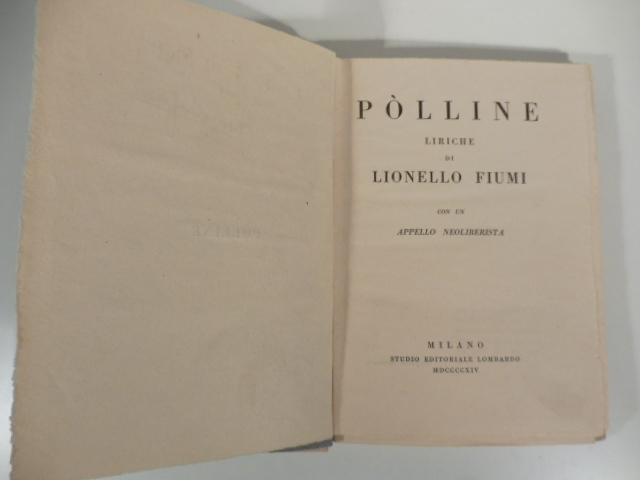 PÒLLINE
LIRICHE
DI
LIONELLO FIUMI
CON UN
APPELLO NEOLIBERISTA
MILANO
STUDIO EDITORIALE LOMBARDO
MDCCCCXIV